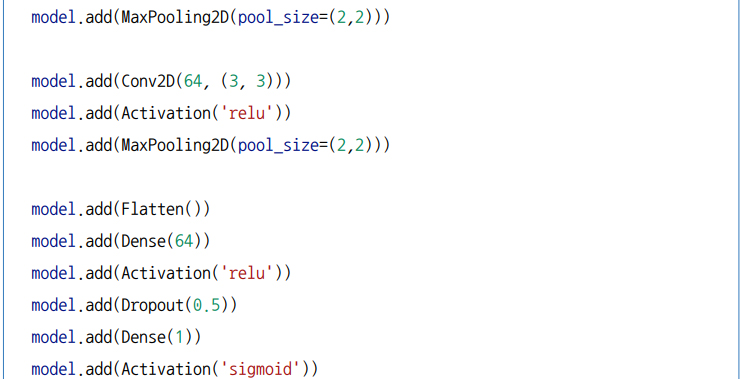 model.add(MaxPooling2D(pool_size=(2,2)))
model.add(Conv2D(64, (3, 3)))
model.add(Activation('relu'))
model.add(MaxPooling2D(pool_size=(2,2)))
model.add(Flatten())
model.add(Dense(64))
model.add(Activation('relu'))
model.add(Dropout(0.5))
model.add(Dense(1))
model.add(Activation('sigmoid'))